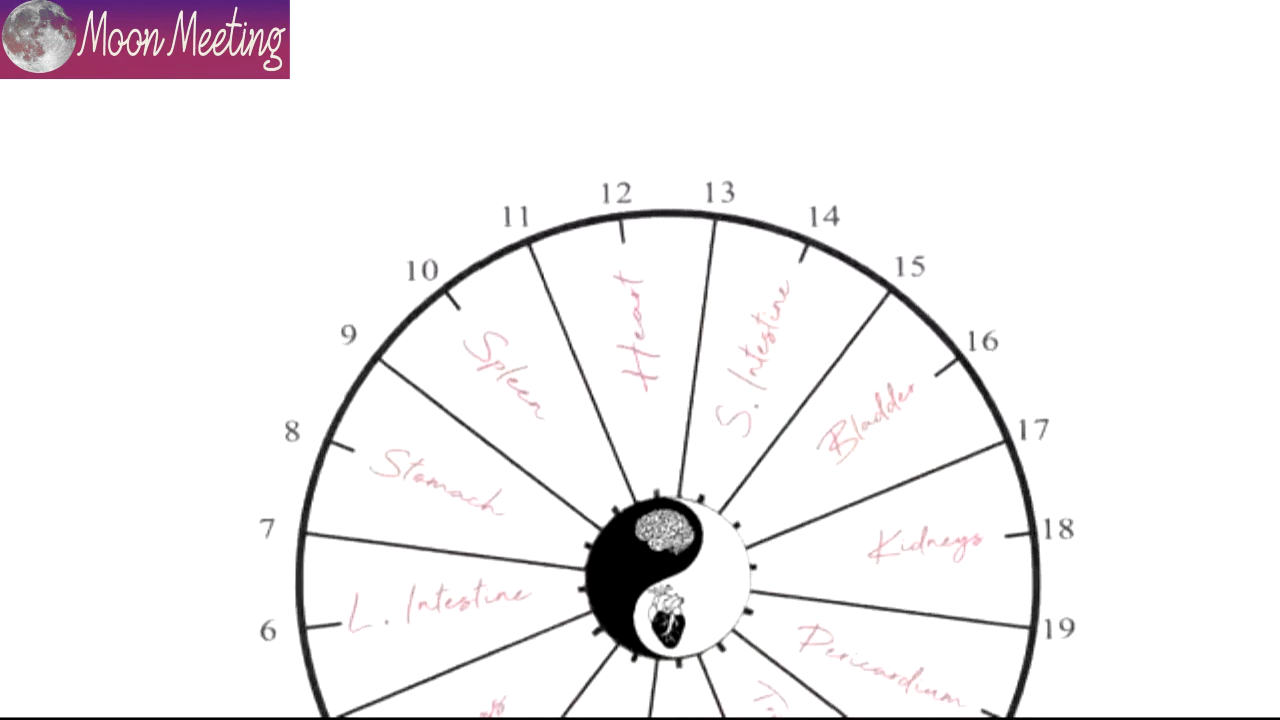 Moon Meeting
12
13
11
14
10
15
9
16
8
17
7
18
6
19
Heart
S. Intestine
Spleen
Bladder
Stomach
Kidneys
L. Intestine
Pericardium